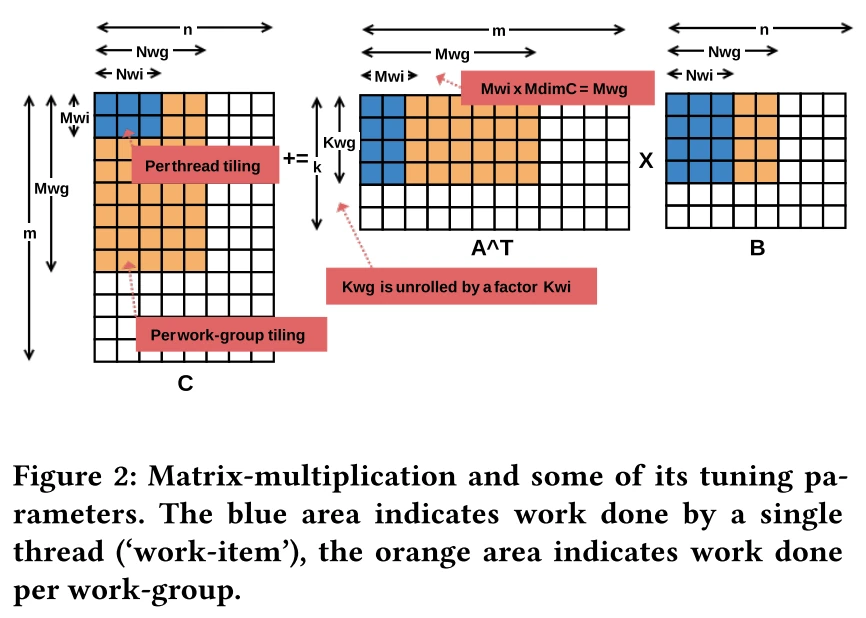 n
Nwg
Nwi
m
Mwg
Mwi
n
Nwg
Nwi
Mwi x MdimC = Mwg
Mwi
Mwg
m
Kwg
k
+=
X
Per thread tiling
A^T
B
Kwg is unrolled by a factor Kwi
Per work-group tiling
C
Figure 2: Matrix-multiplication and some of its tuning pa-
rameters. The blue area indicates work done by a single
thread (‘work-item’), the orange area indicates work done
per work-group.